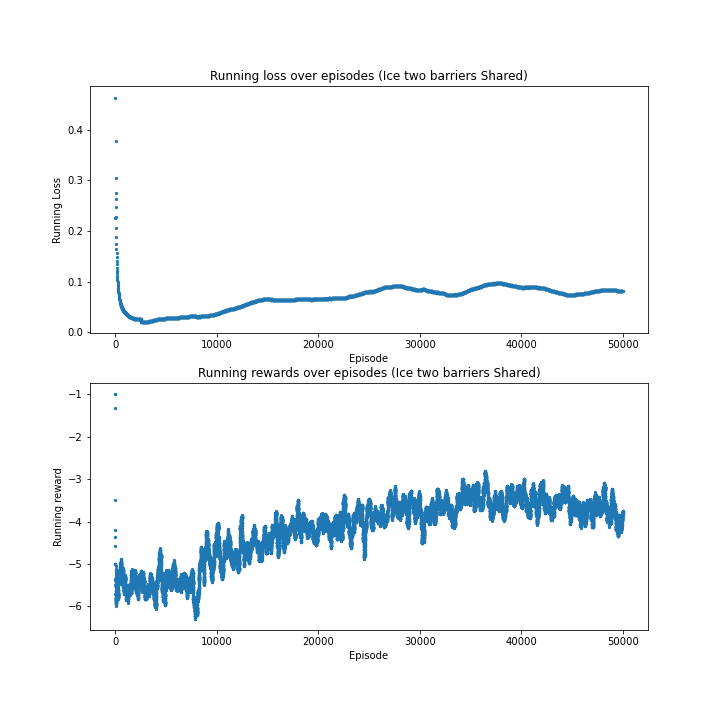 Running loss over episodes (Ice two barriers Shared)
0.4
0.3
0.2
0.1
0.0
Running Loss
0 10000 20000 30000 40000 50000
Episode
Running rewards over episodes (Ice two barriers Shared)
−1
−2
−3
−4
−5
−6
Running reward
0 10000 20000 30000 40000 50000
Episode